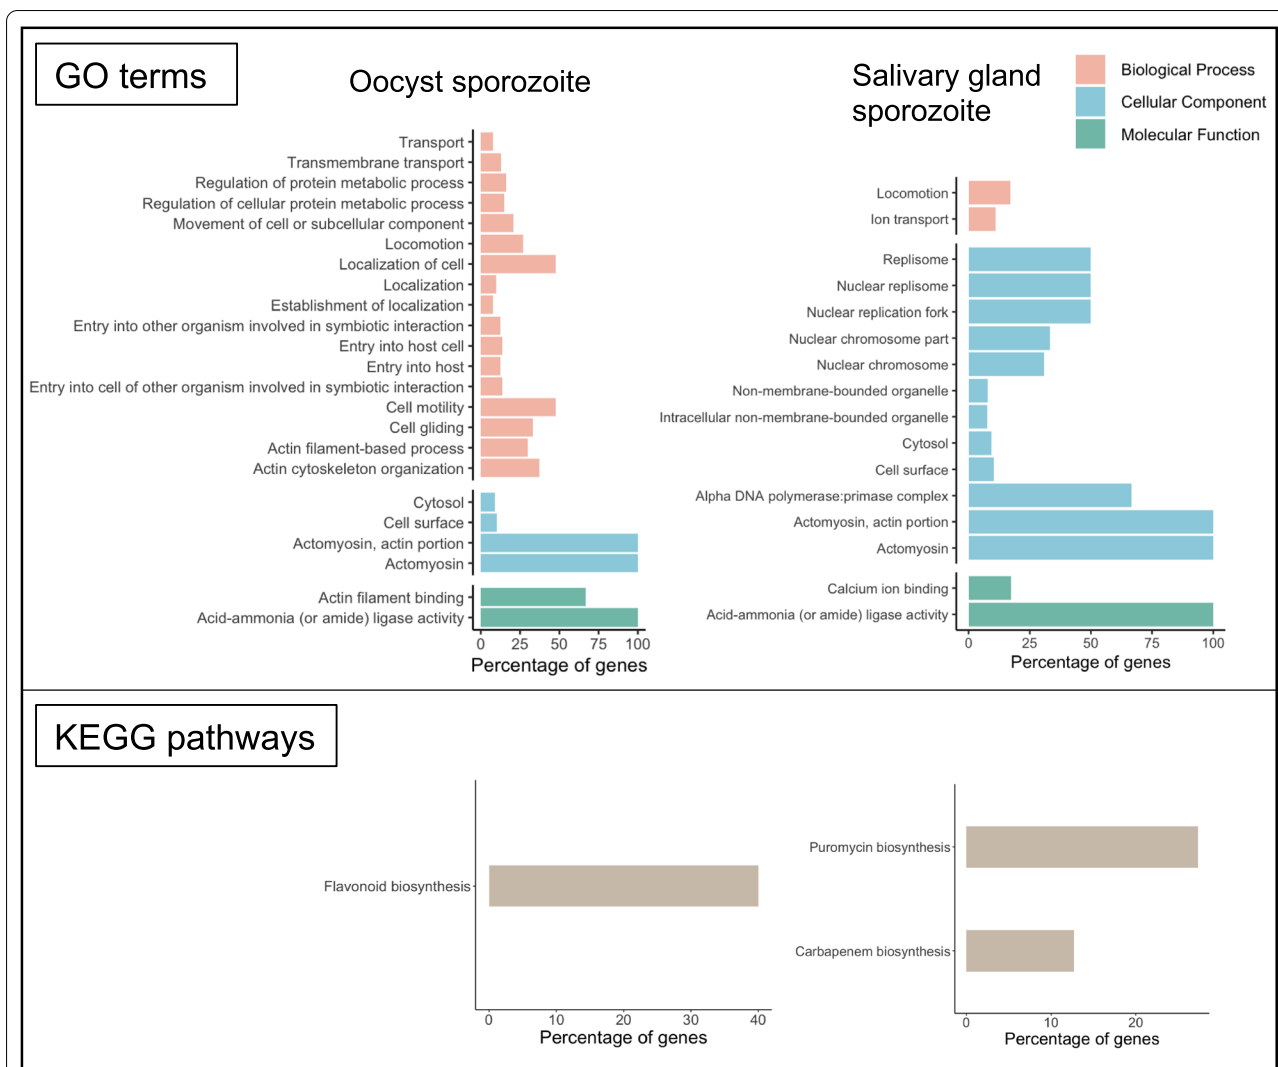 GO terms
Oocyst sporozoite
Transport
Transmembrane transport
Regulation of protein metabolic process
Regulation of cellular protein metabolic process
Movement of cell or subcellular component
Locomotion
Localization of cell
Localization
Establishment of localization
Entry into other organism involved in symbiotic interaction
Entry into host cell
Entry into host
Entry into cell of other organism involved in symbiotic interaction
Cell motility
Cell gliding
Actin filament-based process
Actin cytoskeleton organization
Cytosol
Cell surface
Actomyosin, actin portion
Actomyosin
Actin filament binding
Acid-ammonia (or amide) ligase activity
0 25 50 75 100
Percentage of genes
Salivary gland
sporozoite
Biological Process
Cellular Component
Molecular Function
Locomotion
Ion transport
Replisome
Nuclear replisome
Nuclear replication fork
Nuclear chromosome part
Nuclear chromosome
Non-membrane-bounded organelle
Intracellular non-membrane-bounded organelle
Cytosol
Cell surface
Alpha DNA polymerase:primase complex
Actomyosin, actin portion
Actomyosin
Calcium ion binding
Acid-ammonia (or amide) ligase activity
0 25 50 75 100
Percentage of genes
KEGG pathways
Flavonoid biosynthesis
0 10 20 30 40
Percentage of genes
Puromycin biosynthesis
Carbapenem biosynthesis
0 10 20
Percentage of genes